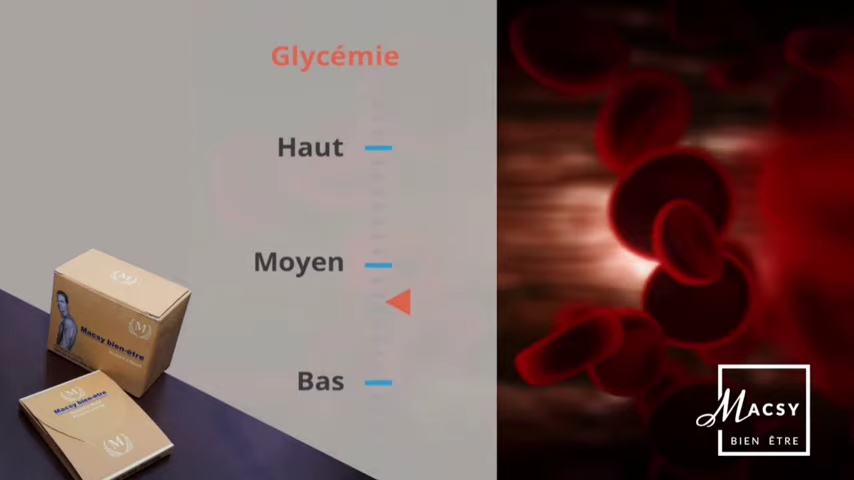 Glycémie
Haut
Moyen
Bas
Macsy bien-être
Macsy bien-être
MACSY
BIEN ÊTRE